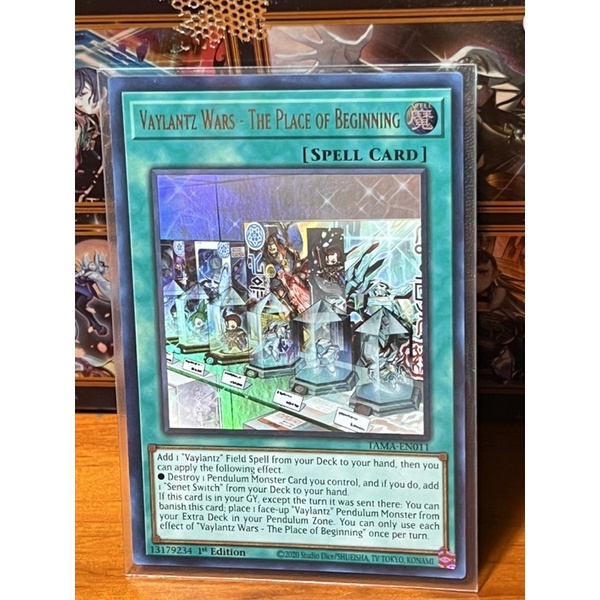 VAYLANTZ WARS - THE PLACE OF BEGINNING
SPELL
魔
[SPELL CARD]
TAMA-EN011
Add 1 "Vaylantz" Field Spell from your Deck to your hand, then you
can apply the following effect.
● Destroy 1 Pendulum Monster Card you control, and if you do, add
1 "Senet Switch" from your Deck to your hand.
If this card is in your GY, except the turn it was sent there: You can
banish this card; place 1 face-up "Vaylantz" Pendulum Monster from
your Extra Deck in your Pendulum Zone. You can only use each
effect of "Vaylantz Wars - The Place of Beginning" once per turn.
13179234 1st Edition ©2020 Studio Dice/SHUEISHA, TV TOKYO, KONAMI